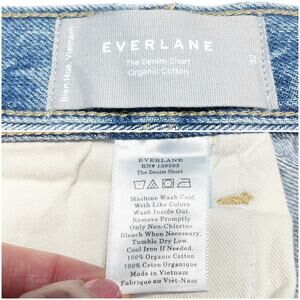 Bien Hoa, Vietnam
EVERLANE
The Denim Short
Organic Cotton
32
EVERLANE
RN# 138393
The Denim Short
Machine Wash Cold
With Like Colors
Wash Inside Out.
Remove Promptly
Only Non-Chlorine
Bleach When Necessary.
Tumble Dry Low.
Cool Iron If Needed.
100% Organic Cotton
100% Coton Organique
Made in Vietnam
Fabriqué au Viet-Nam